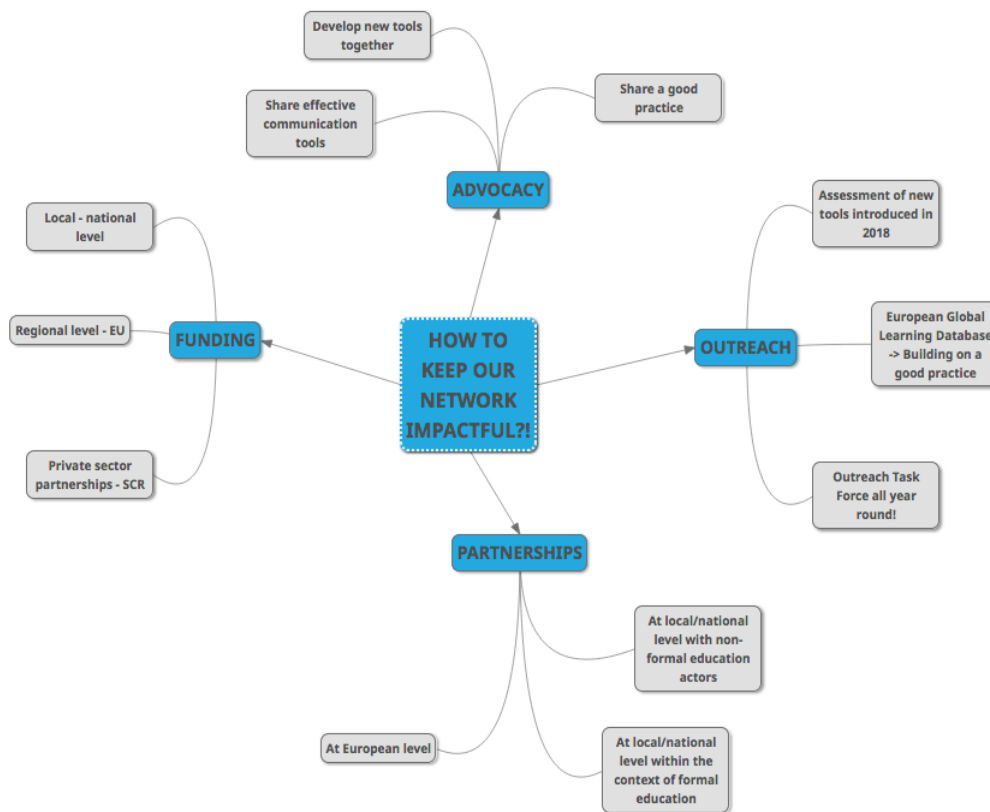 Develop new tools
together
Share a good
practice
Share effective
communication
tools
ADVOCACY
Assessment of new
tools introduced in
2018
Local - national
level
European Global
Learning Database
-> Building on a
good practice
Regional level - EU
FUNDING
HOW TO
KEEP OUR
NETWORK
IMPACTFUL?!
OUTREACH
Private sector
partnerships - SCR
Outreach Task
Force all year
round!
PARTNERSHIPS
At local/national
level with non-
formal education
actors
At European level
At local/national
level within the
context of formal
education